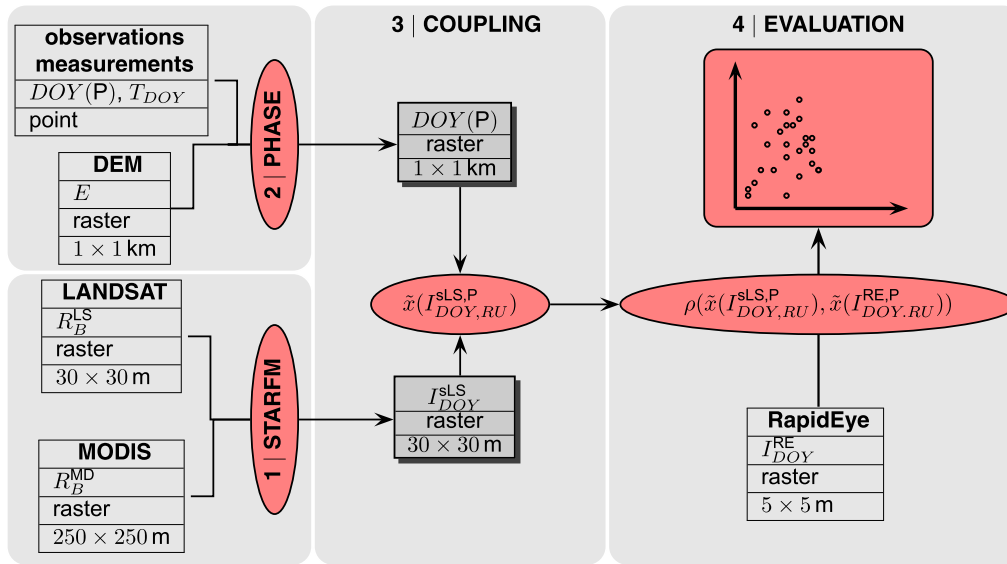 observations
measurements
DOY(P), T_DOY
point
DEM
E
raster
1 × 1 km
2 | PHASE
LANDSAT
R_B^LS
raster
30 × 30 m
MODIS
R_B^MD
raster
250 × 250 m
1 | STARFM
3 | COUPLING
DOY(P)
raster
1 × 1 km
x̃(I_DOY,RU^sLS,P)
I_DOY^sLS
raster
30 × 30 m
4 | EVALUATION
ρ(x̃(I_DOY,RU^sLS,P), x̃(I_DOY.RU^RE,P))
RapidEye
I_DOY^RE
raster
5 × 5 m